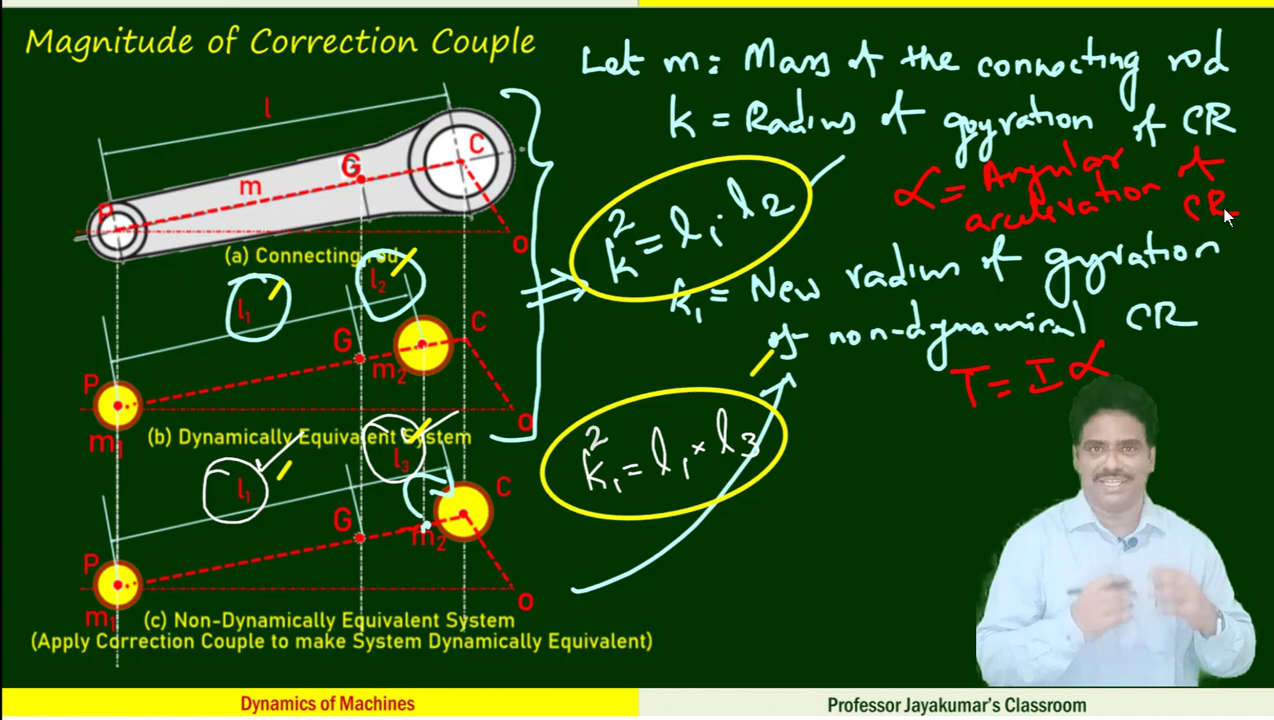 Magnitude of Correction Couple
Let m: Mass of the connecting rod
k = Radius of gyration of CR
α = Angular acceleration of CR
k² = l₁·l₂
k₁ = New radius of gyration
of non-dynamical CR
T = I α
k₁² = l₁ × l₃
l
m
G
C
P
O
(a) Connecting rod
l₁
l₂
G
C
P
m₂
m₁
O
(b) Dynamically Equivalent System
l₁
l₃
G
C
P
m₂
m₁
O
(c) Non-Dynamically Equivalent System
(Apply Correction Couple to make System Dynamically Equivalent)
Dynamics of Machines
Professor Jayakumar's Classroom